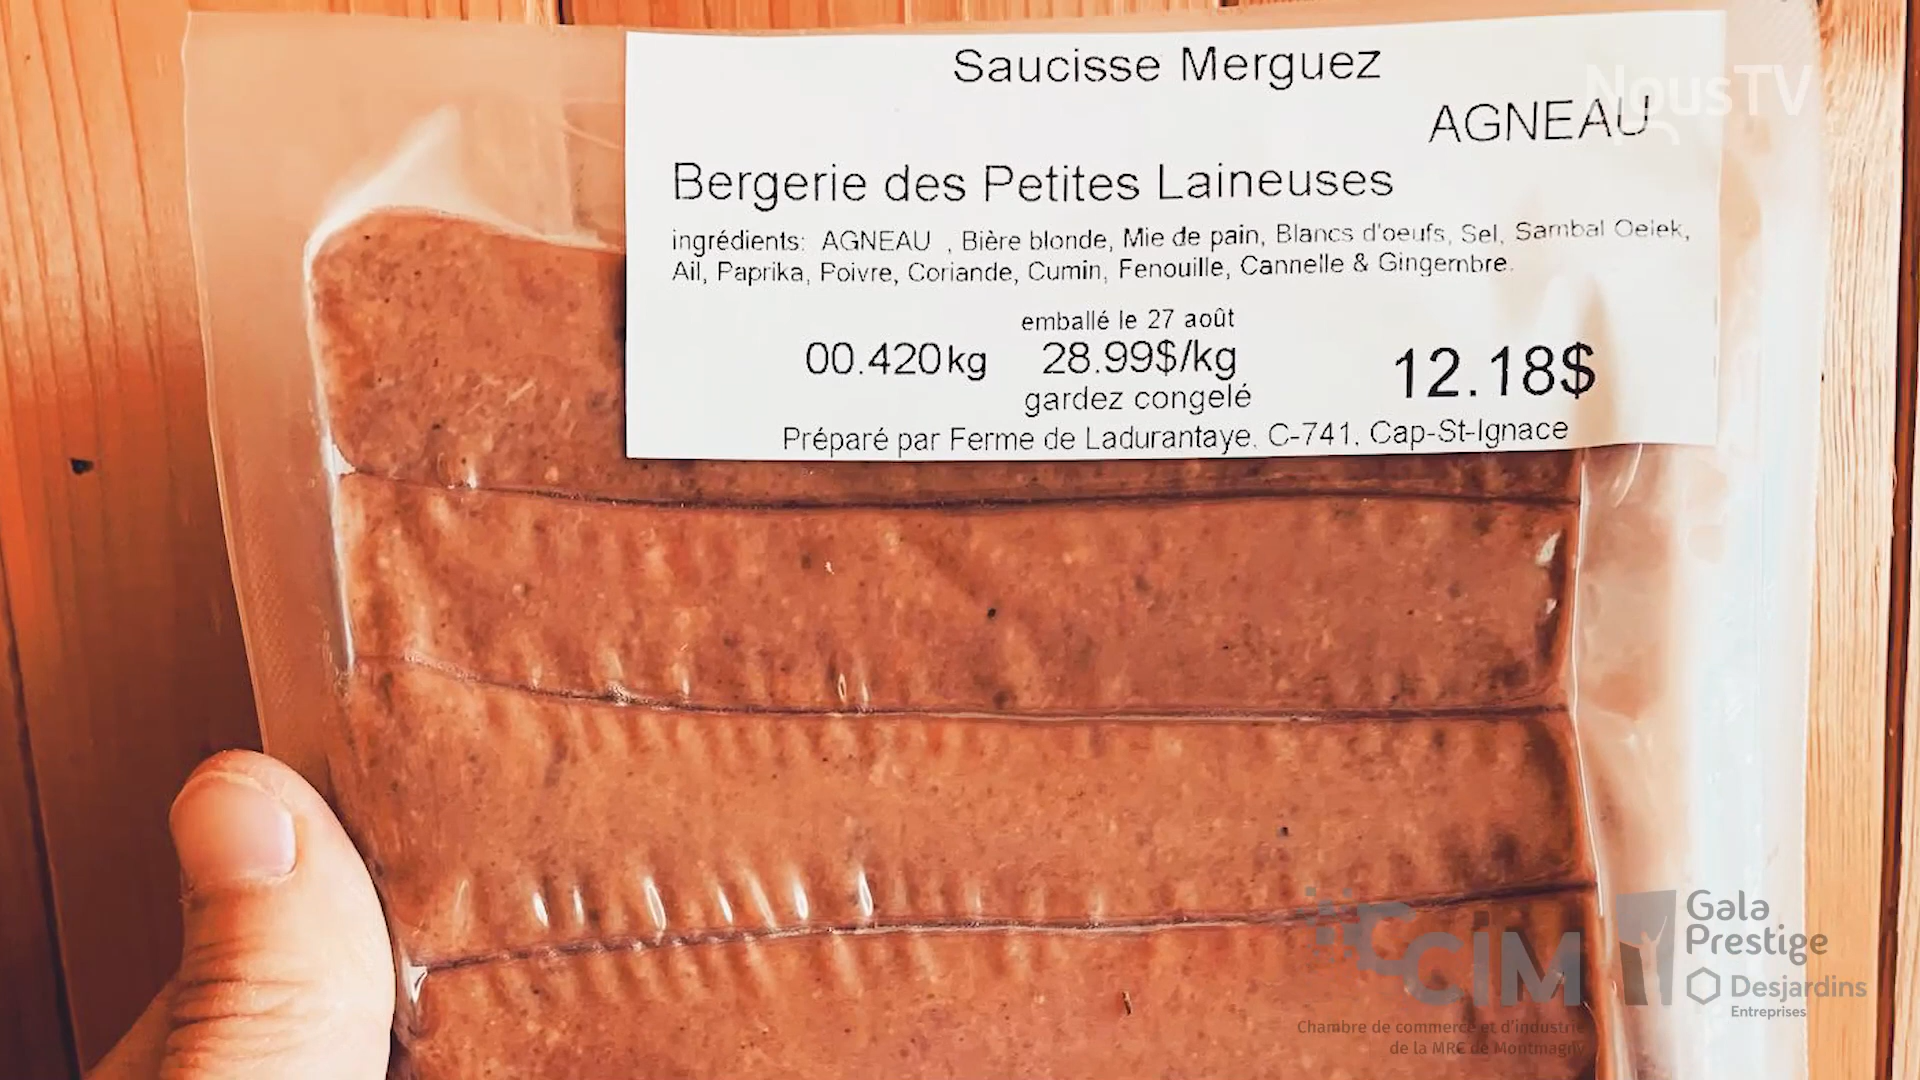 Saucisse Merguez
NousTV
AGNEAU
Bergerie des Petites Laineuses
ingrédients: AGNEAU , Bière blonde, Mie de pain, Blancs d'oeufs, Sel, Sambal Oelek,
Ail, Paprika, Poivre, Coriande, Cumin, Fenouille, Cannelle & Gingembre.
emballé le 27 août
00.420kg 28.99$/kg 12.18$
gardez congelé
Préparé par Ferme de Ladurantaye. C-741. Cap-St-Ignace
CCiM
Chambre de commerce et d'industrie
de la MRC de Montmagny
Gala
Prestige
Desjardins
Entreprises